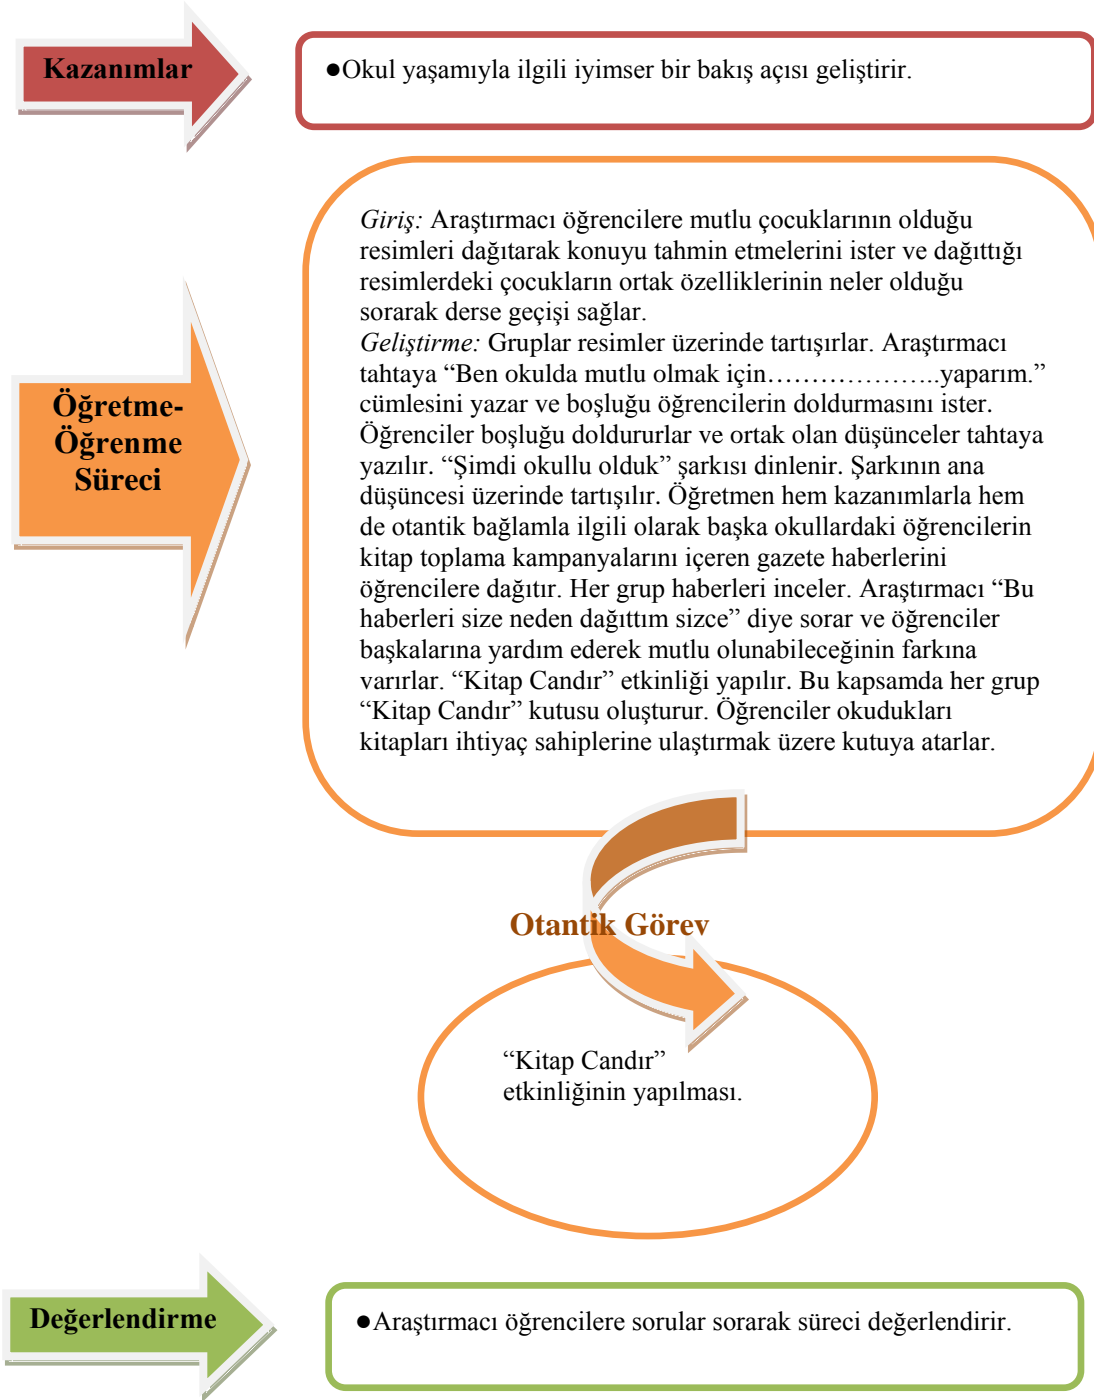 Kazanımlar
●Okul yaşamıyla ilgili iyimser bir bakış açısı geliştirir.
Öğretme-
Öğrenme
Süreci
Giriş: Araştırmacı öğrencilere mutlu çocuklarının olduğu
resimleri dağıtarak konuyu tahmin etmelerini ister ve dağıttığı
resimlerdeki çocukların ortak özelliklerinin neler olduğu
sorarak derse geçişi sağlar.
Geliştirme: Gruplar resimler üzerinde tartışırlar. Araştırmacı
tahtaya “Ben okulda mutlu olmak için…………………..yaparım.”
cümlesini yazar ve boşluğu öğrencilerin doldurmasını ister.
Öğrenciler boşluğu doldururlar ve ortak olan düşünceler tahtaya
yazılır. “Şimdi okullu olduk” şarkısı dinlenir. Şarkının ana
düşüncesi üzerinde tartışılır. Öğretmen hem kazanımlarla hem
de otantik bağlamla ilgili olarak başka okullardaki öğrencilerin
kitap toplama kampanyalarını içeren gazete haberlerini
öğrencilere dağıtır. Her grup haberleri inceler. Araştırmacı “Bu
haberleri size neden dağıttım sizce” diye sorar ve öğrenciler
başkalarına yardım ederek mutlu olunabileceğinin farkına
varırlar. “Kitap Candır” etkinliği yapılır. Bu kapsamda her grup
“Kitap Candır” kutusu oluşturur. Öğrenciler okudukları
kitapları ihtiyaç sahiplerine ulaştırmak üzere kutuya atarlar.
Otantik Görev
“Kitap Candır”
etkinliğinin yapılması.
Değerlendirme
●Araştırmacı öğrencilere sorular sorarak süreci değerlendirir.